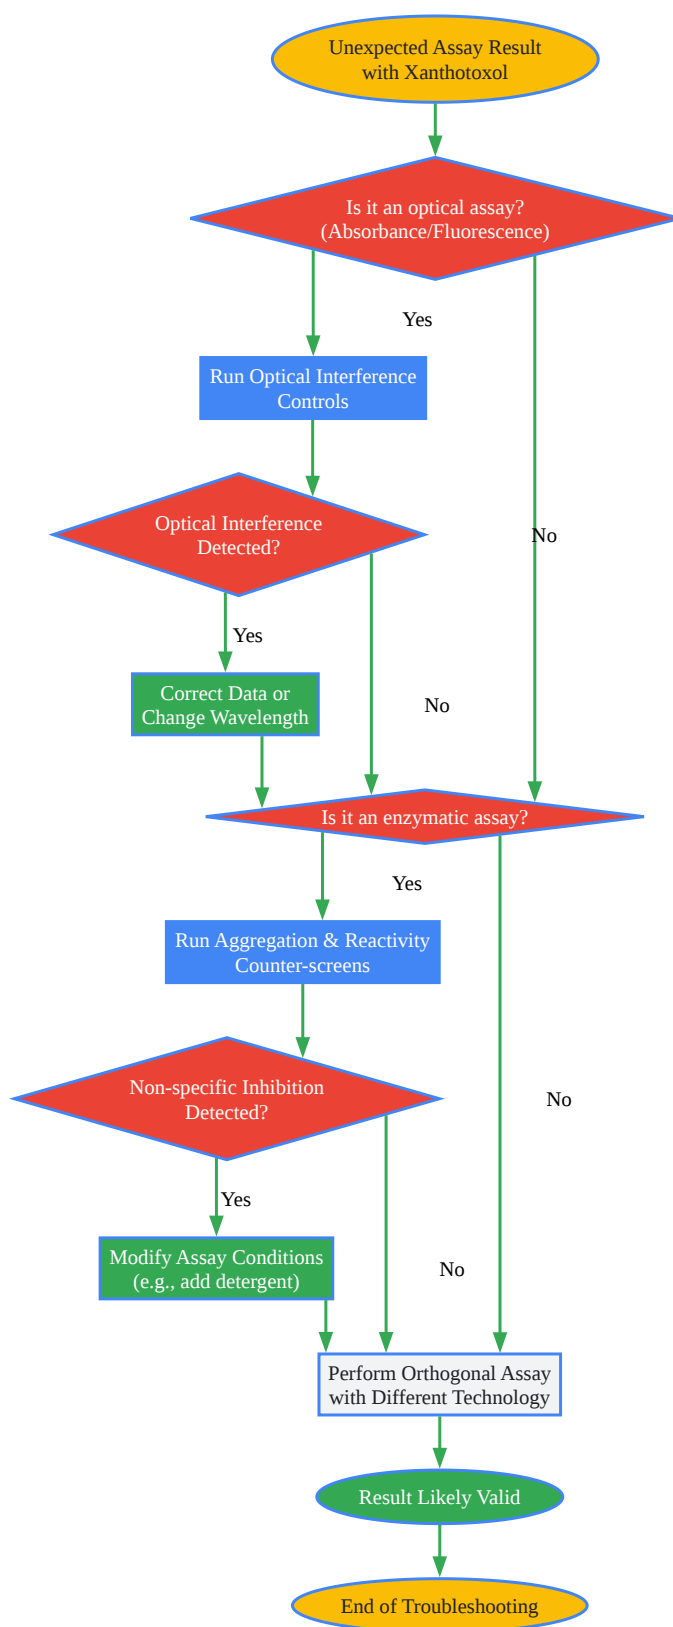 Unexpected Assay Result
with Xanthotoxol
Is it an optical assay?
(Absorbance/Fluorescence)
Yes
Run Optical Interference
Controls
Optical Interference
Detected?
No
Yes
Correct Data or
Change Wavelength
No
Is it an enzymatic assay?
Yes
Run Aggregation & Reactivity
Counter-screens
Non-specific Inhibition
Detected?
No
Yes
Modify Assay Conditions
(e.g., add detergent)
No
Perform Orthogonal Assay
with Different Technology
Result Likely Valid
End of Troubleshooting